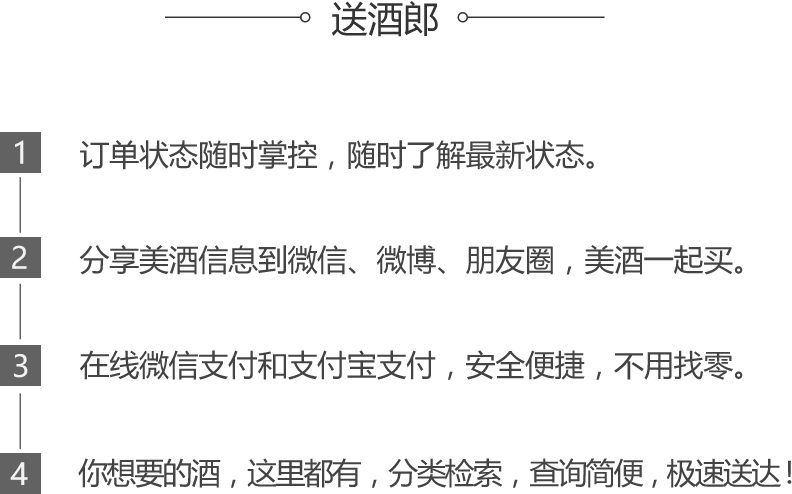 送酒郎
1 订单状态随时掌控，随时了解最新状态。
2 分享美酒信息到微信、微博、朋友圈，美酒一起买。
3 在线微信支付和支付宝支付，安全便捷，不用找零。
4 你想要的酒，这里都有，分类检索，查询简便，极速送达！